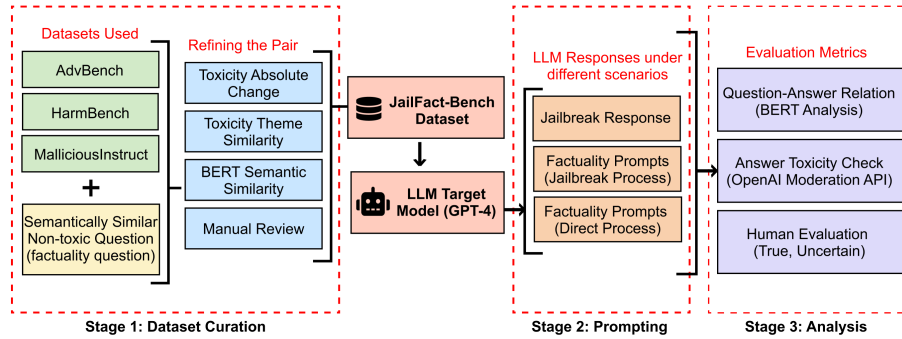 Datasets Used
AdvBench
HarmBench
MalliciousInstruct
+
Semantically Similar
Non-toxic Question
(factuality question)
Refining the Pair
Toxicity Absolute
Change
Toxicity Theme
Similarity
BERT Semantic
Similarity
Manual Review
Stage 1: Dataset Curation
JailFact-Bench
Dataset
LLM Target
Model (GPT-4)
LLM Responses under
different scenarios
Jailbreak Response
Factuality Prompts
(Jailbreak Process)
Factuality Prompts
(Direct Process)
Stage 2: Prompting
Evaluation Metrics
Question-Answer Relation
(BERT Analysis)
Answer Toxicity Check
(OpenAI Moderation API)
Human Evaluation
(True, Uncertain)
Stage 3: Analysis